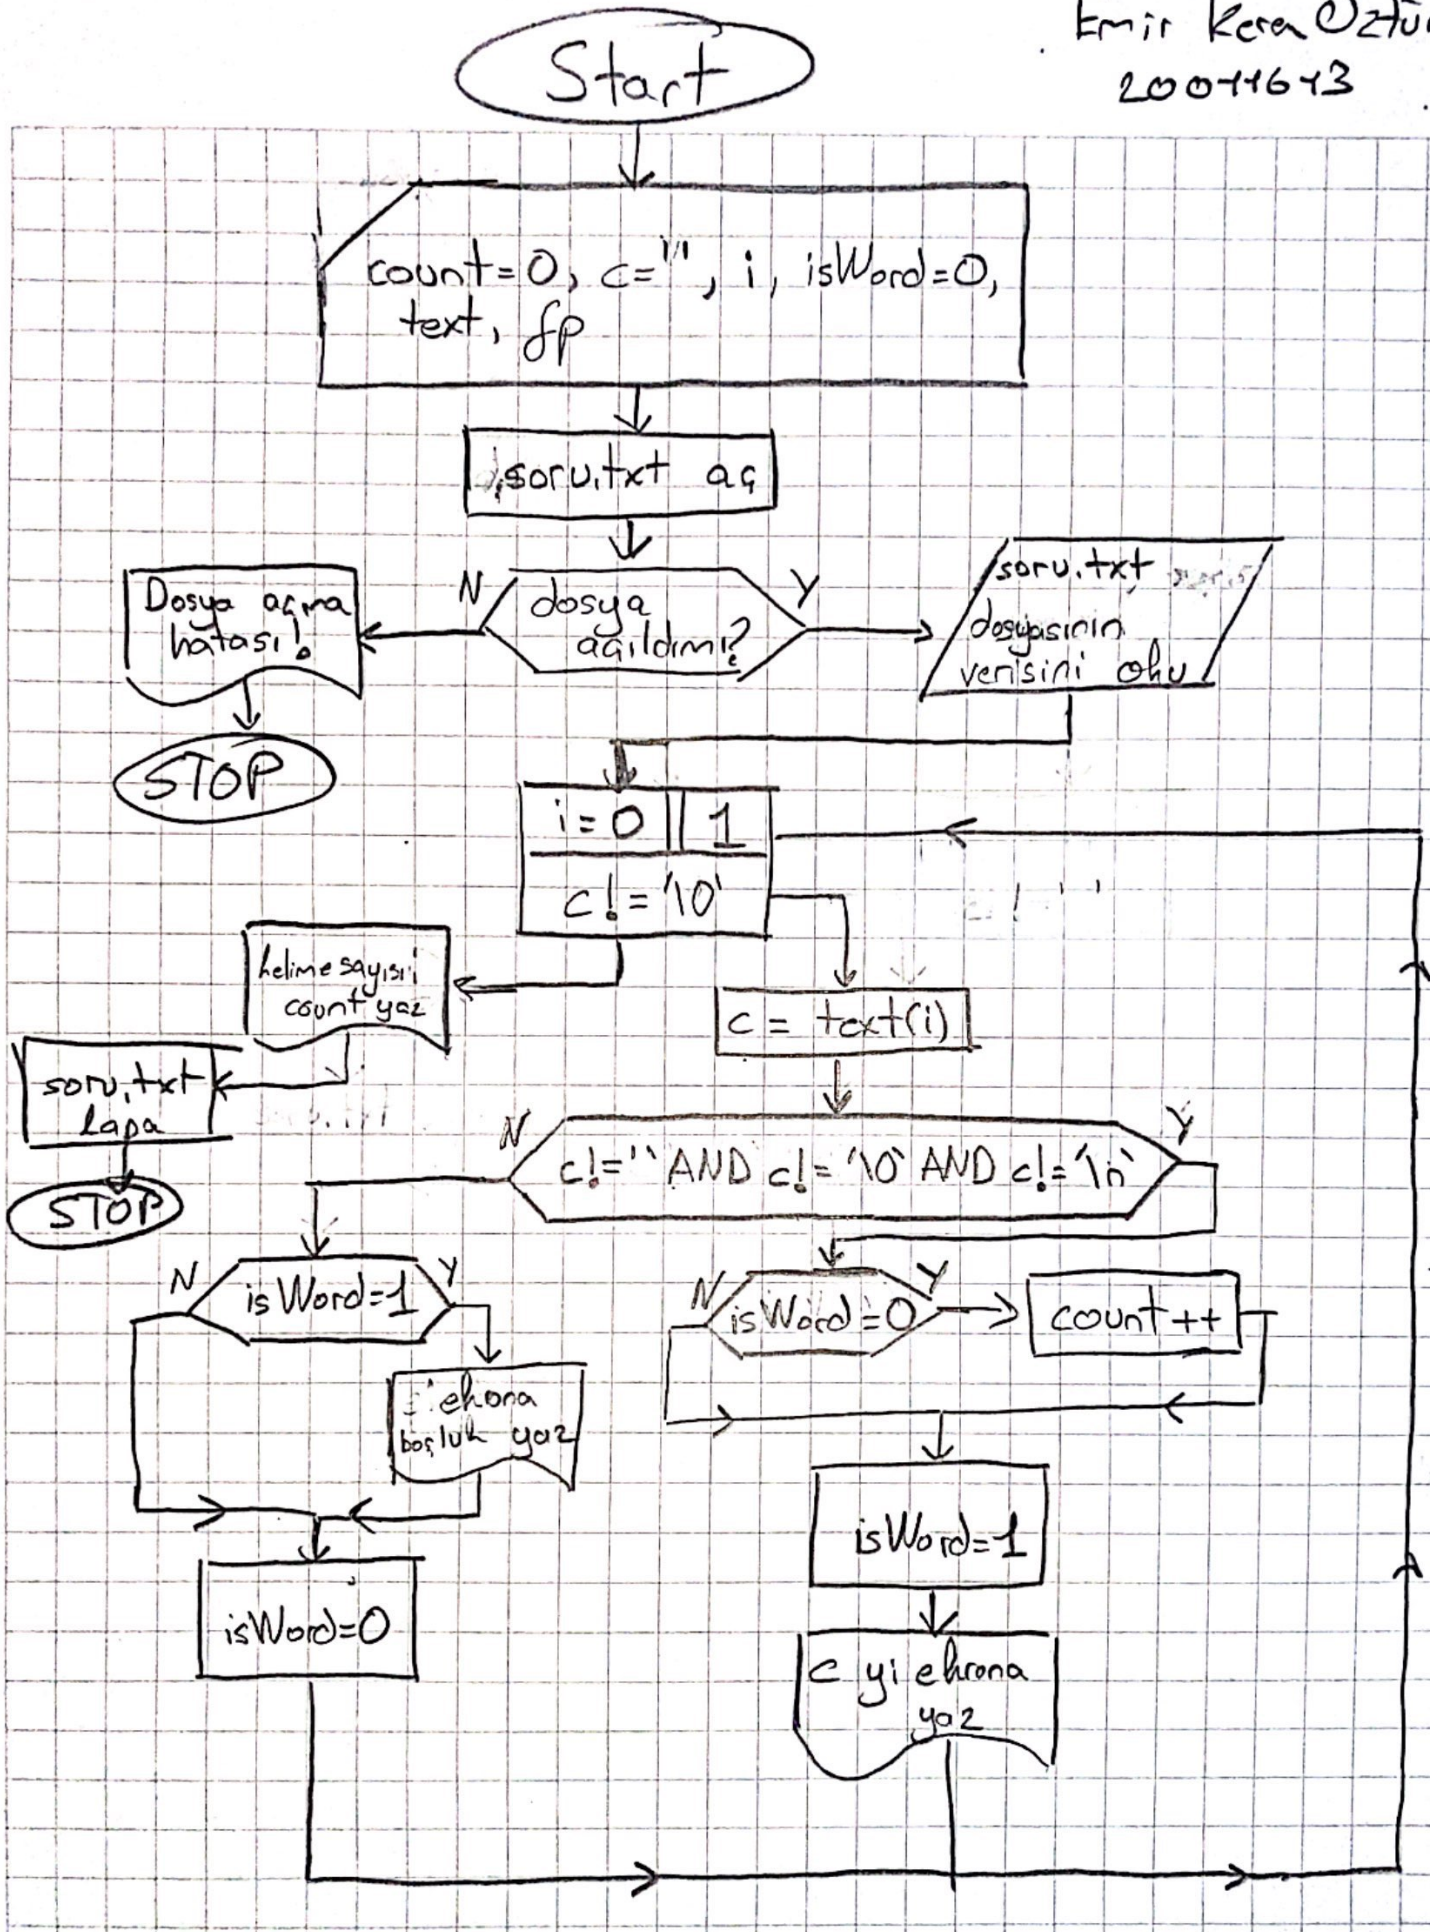 Start
Emir Keren Öztür
20011613
count=0, c='' '', i, isWord=0,
text, fp
soru.txt aç
N
dosya
açıldımı?
Y
Dosya açma
hatası!
STOP
soru.txt
dosyasının
verisini oku
i=0 || 1
c!='\0'
kelime sayısı
count yaz
soru.txt
kapa
STOP
c = text(i)
N
c!='' AND c!='\0' AND c!='\n'
Y
N
isWord=1
Y
ekrana
boşluk yaz
isWord=0
N
isWord=0
Y
count++
isWord=1
c yi ekrana
yaz